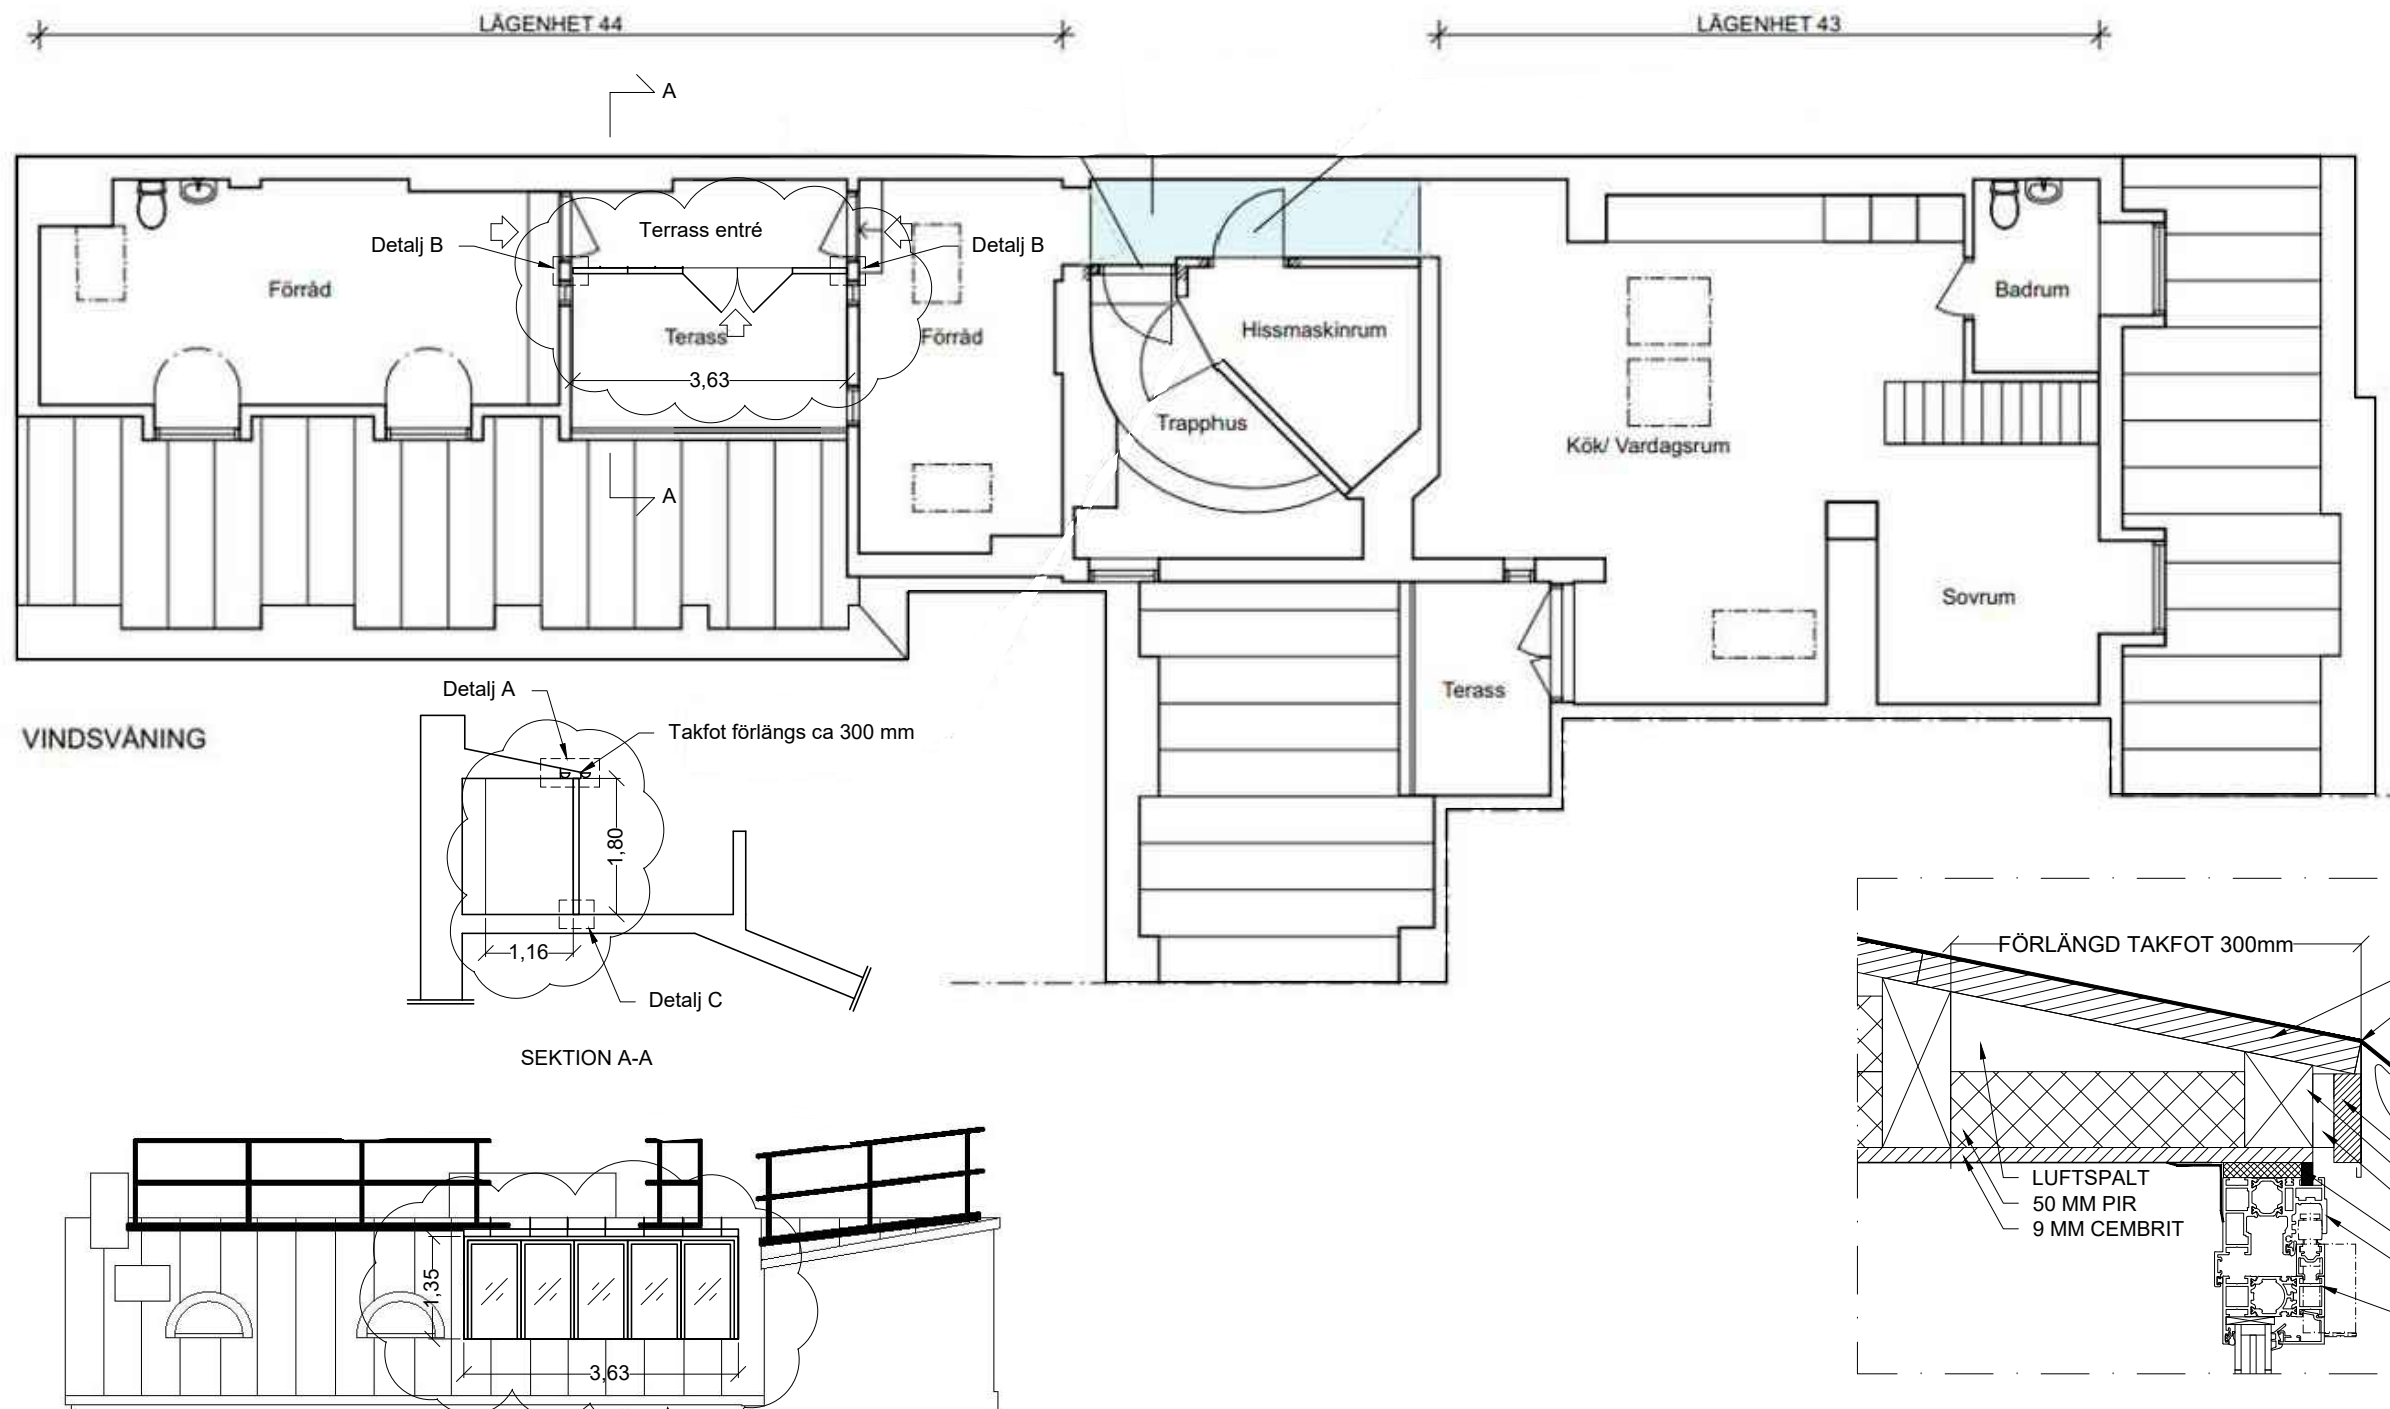 LÄGENHET 44
LÄGENHET 43
A
Terrass entré
Detalj B
Detalj B
Förråd
Badrum
Hissmaskinrum
Terass
Förråd
3,63
Trapphus
Kök/ Vardagsrum
A
Sovrum
Detalj A
Terass
Takfot förlängs ca 300 mm
VINDSVÅNING
1,80
1,16
Detalj C
SEKTION A-A
FÖRLÄNGD TAKFOT 300mm
LUFTSPALT
50 MM PIR
9 MM CEMBRIT
1,35
3,63